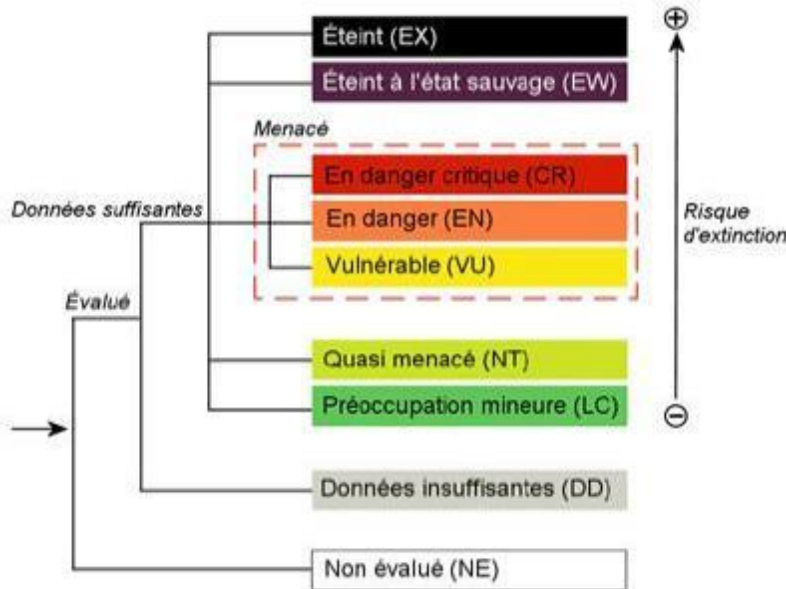 Éteint (EX)
Éteint à l'état sauvage (EW)
Menacé
En danger critique (CR)
Données suffisantes
En danger (EN)
Risque
d'extinction
Vulnérable (VU)
Évalué
Quasi menacé (NT)
Préoccupation mineure (LC)
Données insuffisantes (DD)
Non évalué (NE)